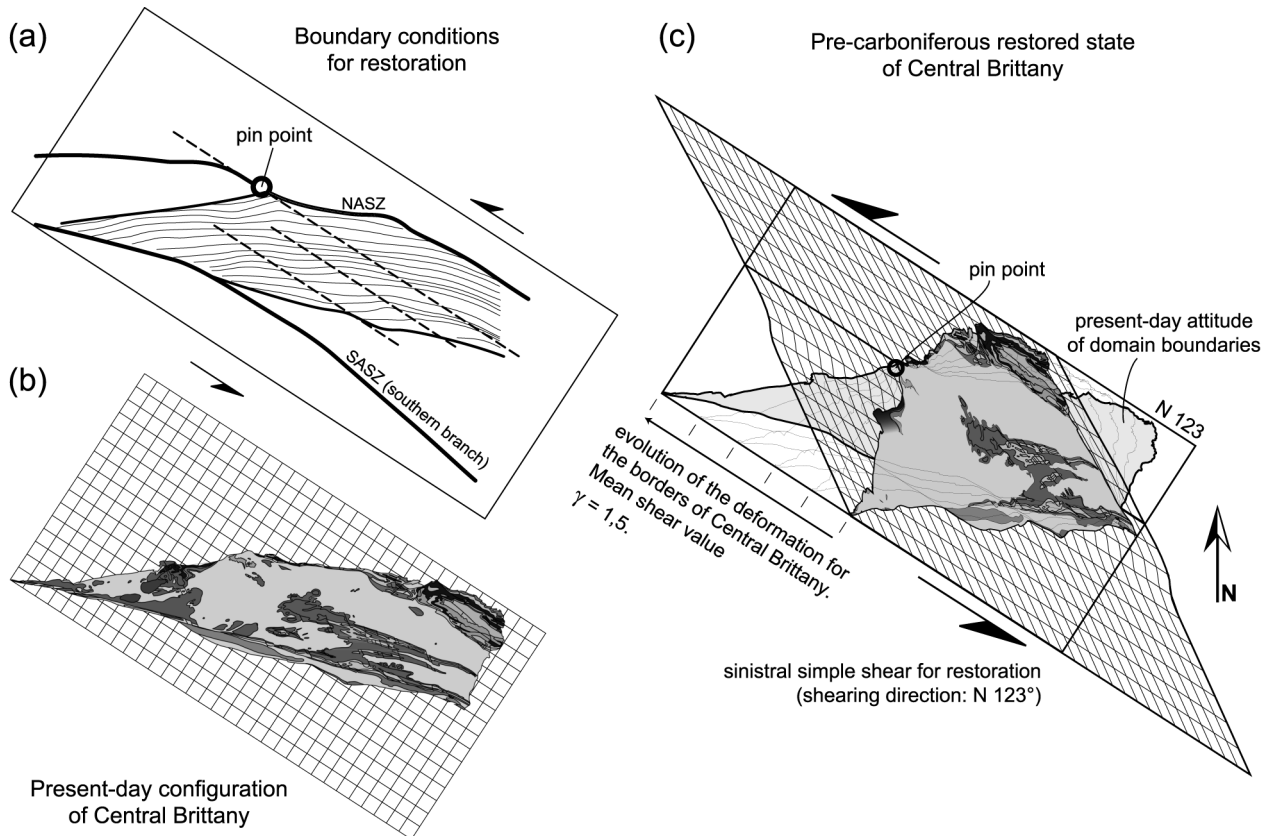 (a)
Boundary conditions
for restoration
pin point
NASZ
SASZ (southern branch)
(b)
Present-day configuration
of Central Brittany
(c)
Pre-carboniferous restored state
of Central Brittany
pin point
present-day attitude
of domain boundaries
N 123
evolution of the deformation for
the borders of Central Brittany.
Mean shear value
γ = 1,5.
N
sinistral simple shear for restoration
(shearing direction: N 123°)